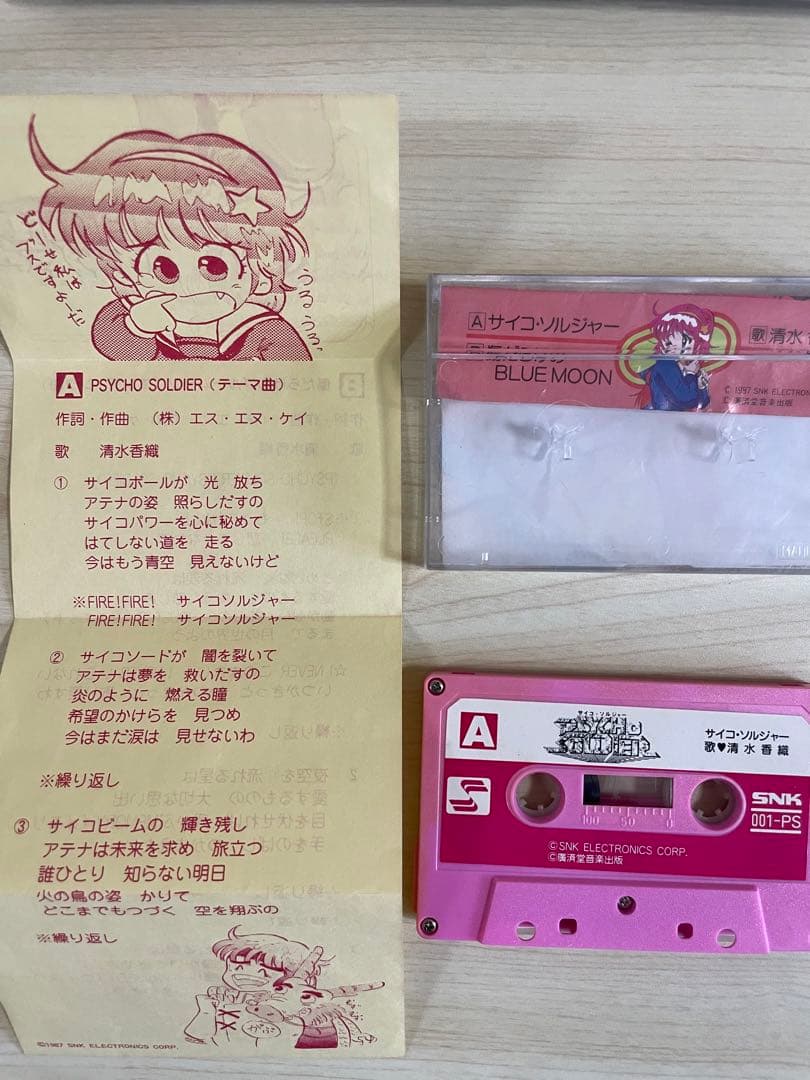 どーせ私は
うるうる、
A PSYCHO SOLDIER（テーマ曲）
作詞・作曲 （株）エス・エヌ・ケイ
歌 清水香織
① サイコボールが 光 放ち
アテナの姿 照らしだすの
サイコパワーを心に秘めて
はてしない道を 走る
今はもう青空 見えないけど
※FIRE!FIRE! サイコソルジャー
FIRE!FIRE! サイコソルジャー
② サイコソードが 闇を裂いて
アテナは夢を 救いだすの
炎のように 燃える瞳
希望のかけらを 見つめ
今はまだ涙は 見せないわ
※繰り返し
③ サイコビームの 輝き残し
アテナは未来を求め 旅立つ
誰ひとり 知らない明日
火の鳥の姿 かりて
どこまでもつづく 空を翔ぶの
※繰り返し
がぶ
©1987 SNK ELECTRONICS CORP.
A サイコ・ソルジャー
歌 清水
BLUE MOON
© 1987 SNK ELECTRON
© 廣済堂音楽出版
A
サイコ・ソルジャー
PSYCHO SOLDIER
サイコ・ソルジャー
歌♥清水香織
100 50 0
SNK
001-PS
© SNK ELECTRONICS CORP.
© 廣済堂音楽出版